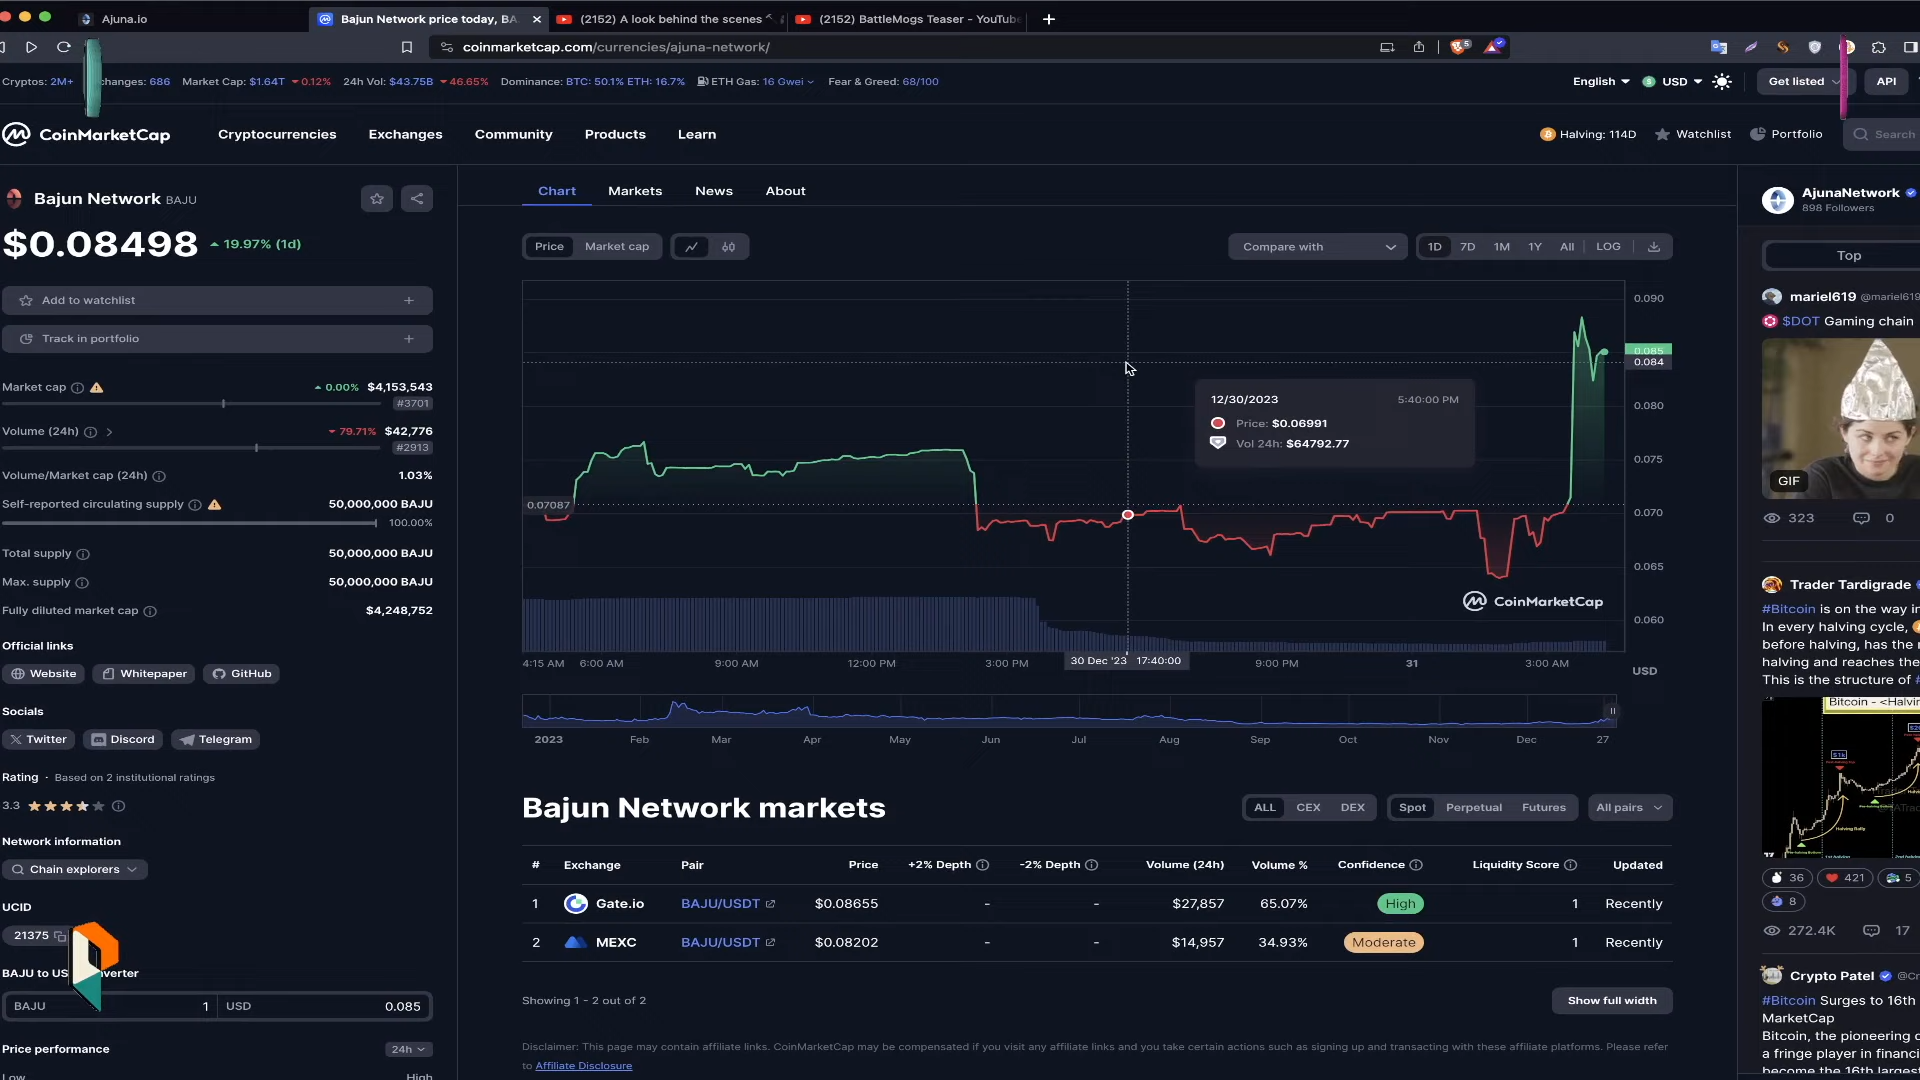 Ajuna.io
Bajun Network price today, BA
(2152) A look behind the scenes
(2152) BattleMogs Teaser - YouTube
coinmarketcap.com/currencies/ajuna-network/
5
Cryptos: 2M+ changes: 686 Market Cap: $1.64T 0.12% 24h Vol: $43.75B 46.65% Dominance: BTC: 50.1% ETH: 16.7% ETH Gas: 16 Gwei Fear & Greed: 68/100
English USD Get listed API
CoinMarketCap
Cryptocurrencies Exchanges Community Products Learn
Halving: 114D Watchlist Portfolio Search
Bajun Network BAJU
$0.08498 19.97% (1d)
Add to watchlist +
Track in portfolio +
Market cap 0.00% $4,153,543
#3701
Volume (24h) > 79.71% $42,776
#2913
Volume/Market cap (24h) 1.03%
Self-reported circulating supply 50,000,000 BAJU
100.00%
Total supply 50,000,000 BAJU
Max. supply 50,000,000 BAJU
Fully diluted market cap $4,248,752
Official links
Website Whitepaper GitHub
Socials
Twitter Discord Telegram
Rating · Based on 2 institutional ratings
3.3
Network information
Chain explorers
UCID
21375
BAJU to US verter
BAJU 1 USD 0.085
Price performance 24h
Low High
Chart Markets News About
Price Market cap
Compare with 1D 7D 1M 1Y All LOG
0.090
0.085
0.084
0.080
0.075
0.070
0.065
0.060
0.07087
12/30/2023 5:40:00 PM
Price: $0.06991
Vol 24h: $64792.77
CoinMarketCap
4:15 AM 6:00 AM 9:00 AM 12:00 PM 3:00 PM 30 Dec '23 17:40:00 9:00 PM 31 3:00 AM
USD
2023 Feb Mar Apr May Jun Jul Aug Sep Oct Nov Dec 27
Bajun Network markets
ALL CEX DEX Spot Perpetual Futures All pairs
# Exchange Pair Price +2% Depth -2% Depth Volume (24h) Volume % Confidence Liquidity Score Updated
1 Gate.io BAJU/USDT $0.08655 - - $27,857 65.07% High 1 Recently
2 MEXC BAJU/USDT $0.08202 - - $14,957 34.93% Moderate 1 Recently
Showing 1 - 2 out of 2
Show full width
Disclaimer: This page may contain affiliate links. CoinMarketCap may be compensated if you visit any affiliate links and you take certain actions such as signing up and transacting with these affiliate platforms. Please refer
to Affiliate Disclosure
AjunaNetwork
898 Followers
Top
mariel619 @mariel619
$DOT Gaming chain
GIF
323 0
Trader Tardigrade
#Bitcoin is on the way in
In every halving cycle,
before halving, has the r
halving and reaches the
This is the structure of #
Bitcoin - <Halvin
$1k
Halving Rally
36 421 5
8
272.4K 17
Crypto Patel @Cr
#Bitcoin Surges to 16th
MarketCap
Bitcoin, the pioneering c
a fringe player in financi
become the 16th largest